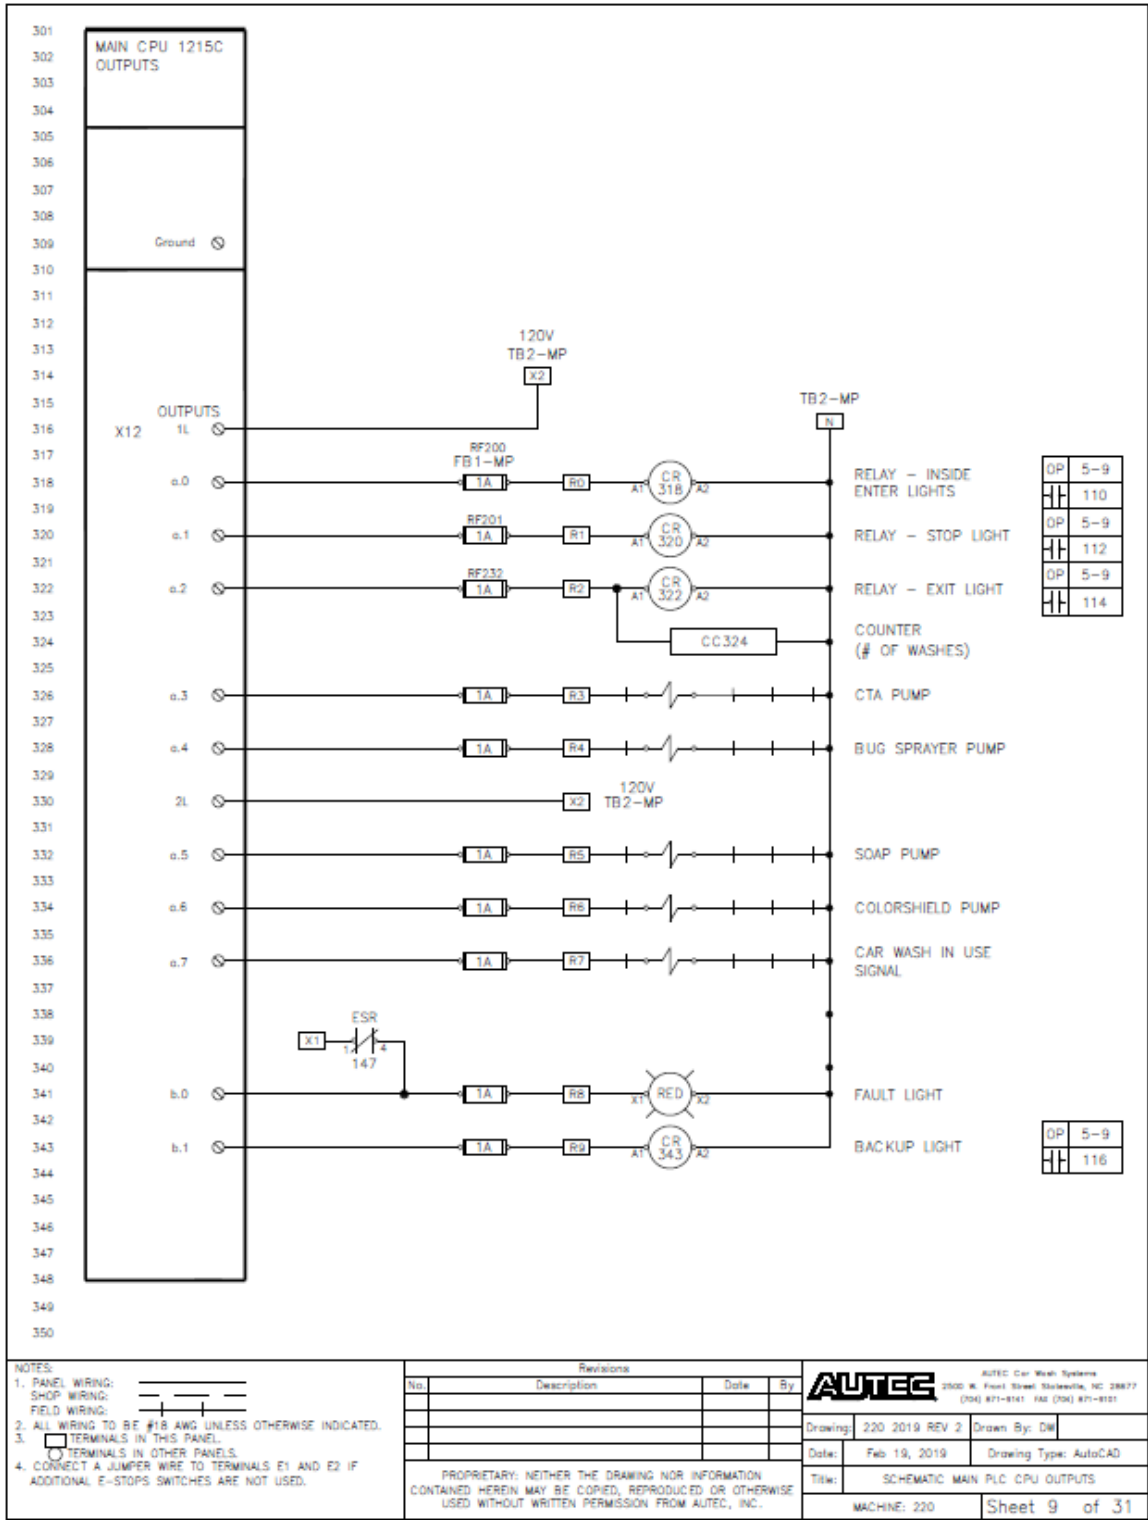 301
302
303
304
305
306
307
308
309
310
311
312
313
314
315
316
317
318
319
320
321
322
323
324
325
326
327
328
329
330
331
332
333
334
335
336
337
338
339
340
341
342
343
344
345
346
347
348
349
350
MAIN CPU 1215C
OUTPUTS
Ground
120V
TB2-MP
X2
TB2-MP
N
OUTPUTS
X12 1L
RF200
FB1-MP
a.0 1A R0 A1 CR 318 A2 RELAY - INSIDE
ENTER LIGHTS
OP 5-9
110
RF201
a.1 1A R1 A1 CR 320 A2 RELAY - STOP LIGHT
OP 5-9
112
RF232
a.2 1A R2 A1 CR 322 A2 RELAY - EXIT LIGHT
OP 5-9
114
CC324 COUNTER
(# OF WASHES)
a.3 1A R3 CTA PUMP
a.4 1A R4 BUG SPRAYER PUMP
2L X2 120V
TB2-MP
a.5 1A R5 SOAP PUMP
a.6 1A R6 COLORSHIELD PUMP
a.7 1A R7 CAR WASH IN USE
SIGNAL
ESR
X1 1 4
147
b.0 1A R8 X1 RED X2 FAULT LIGHT
b.1 1A R9 A1 CR 343 A2 BACKUP LIGHT
OP 5-9
116
NOTES:
1. PANEL WIRING:
SHOP WIRING:
FIELD WIRING:
2. ALL WIRING TO BE #18 AWG UNLESS OTHERWISE INDICATED.
3. TERMINALS IN THIS PANEL.
TERMINALS IN OTHER PANELS.
4. CONNECT A JUMPER WIRE TO TERMINALS E1 AND E2 IF
ADDITIONAL E-STOPS SWITCHES ARE NOT USED.
Revisions
No. Description Date By
PROPRIETARY: NEITHER THE DRAWING NOR INFORMATION
CONTAINED HEREIN MAY BE COPIED, REPRODUCED OR OTHERWISE
USED WITHOUT WRITTEN PERMISSION FROM AUTEC, INC.
AUTEC
AUTEC Car Wash Systems
2500 W. Front Street Statesville, NC 28677
(704) 871-9141 FAX (704) 871-9101
Drawing: 220 2019 REV 2 Drawn By: DW
Date: Feb 19, 2019 Drawing Type: AutoCAD
Title: SCHEMATIC MAIN PLC CPU OUTPUTS
MACHINE: 220 Sheet 9 of 31